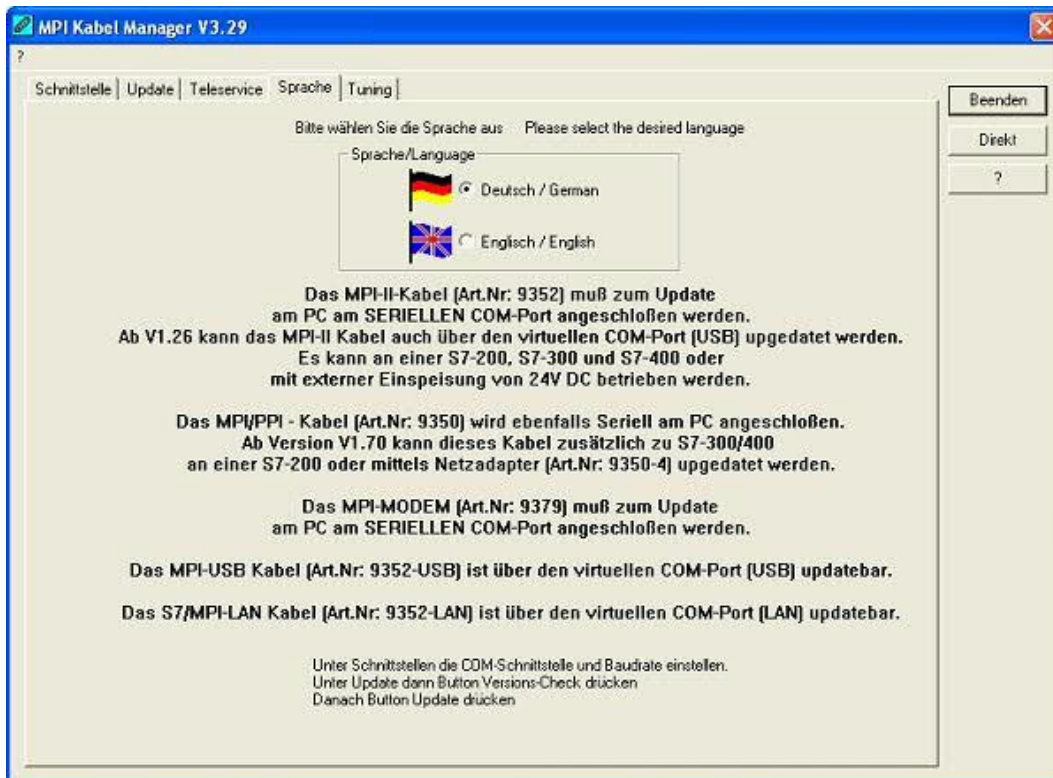 MPI Kabel Manager V3.29
?
Schnittstelle Update Teleservice Sprache Tuning
Beenden
Direkt
?
Bitte wählen Sie die Sprache aus Please select the desired language
Sprache/Language
Deutsch / German
Englisch / English
Das MPI-II-Kabel (Art.Nr: 9352) muß zum Update
am PC am SERIELLEN COM-Port angeschloßen werden.
Ab V1.26 kann das MPI-II Kabel auch über den virtuellen COM-Port (USB) upgedatet werden.
Es kann an einer S7-200, S7-300 und S7-400 oder
mit externer Einspeisung von 24V DC betrieben werden.
Das MPI/PPI - Kabel (Art.Nr: 9350) wird ebenfalls Seriell am PC angeschloßen.
Ab Version V1.70 kann dieses Kabel zusätzlich zu S7-300/400
an einer S7-200 oder mittels Netzadapter (Art.Nr: 9350-4) upgedatet werden.
Das MPI-MODEM (Art.Nr: 9379) muß zum Update
am PC am SERIELLEN COM-Port angeschloßen werden.
Das MPI-USB Kabel (Art.Nr: 9352-USB) ist über den virtuellen COM-Port (USB) updatebar.
Das S7/MPI-LAN Kabel (Art.Nr: 9352-LAN) ist über den virtuellen COM-Port (LAN) updatebar.
Unter Schnittstellen die COM-Schnittstelle und Baudrate einstellen.
Unter Update dann Button Versions-Check drücken
Danach Button Update drücken